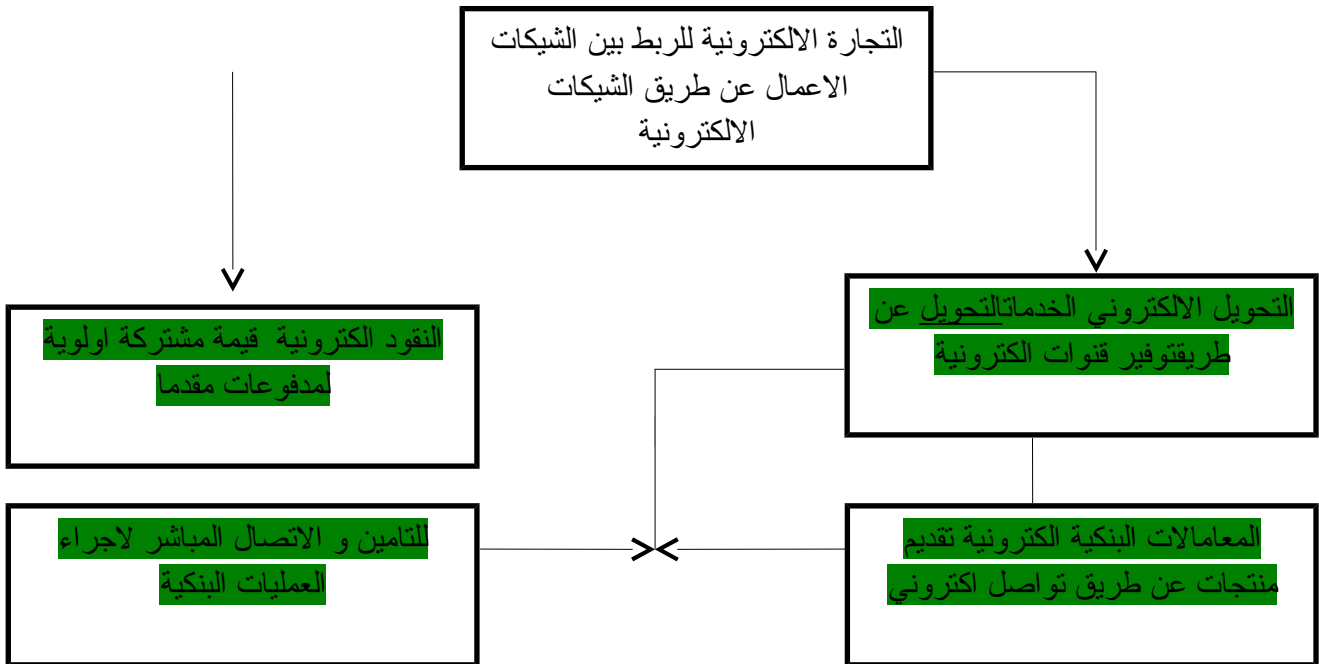 التجارة الالكترونية للربط بين الشيكات
الاعمال عن طريق الشيكات
الالكترونية
التحويل الالكتروني الخدماتالتحويل عن
طريقتوفير قنوات الكترونية
النقود الكترونية قيمة مشتركة اولوية
لمدفوعات مقدما
المعامالات البنكية الكترونية تقديم
منتجات عن طريق تواصل اكتروني
للتامين و الاتصال المباشر لاجراء
العمليات البنكية